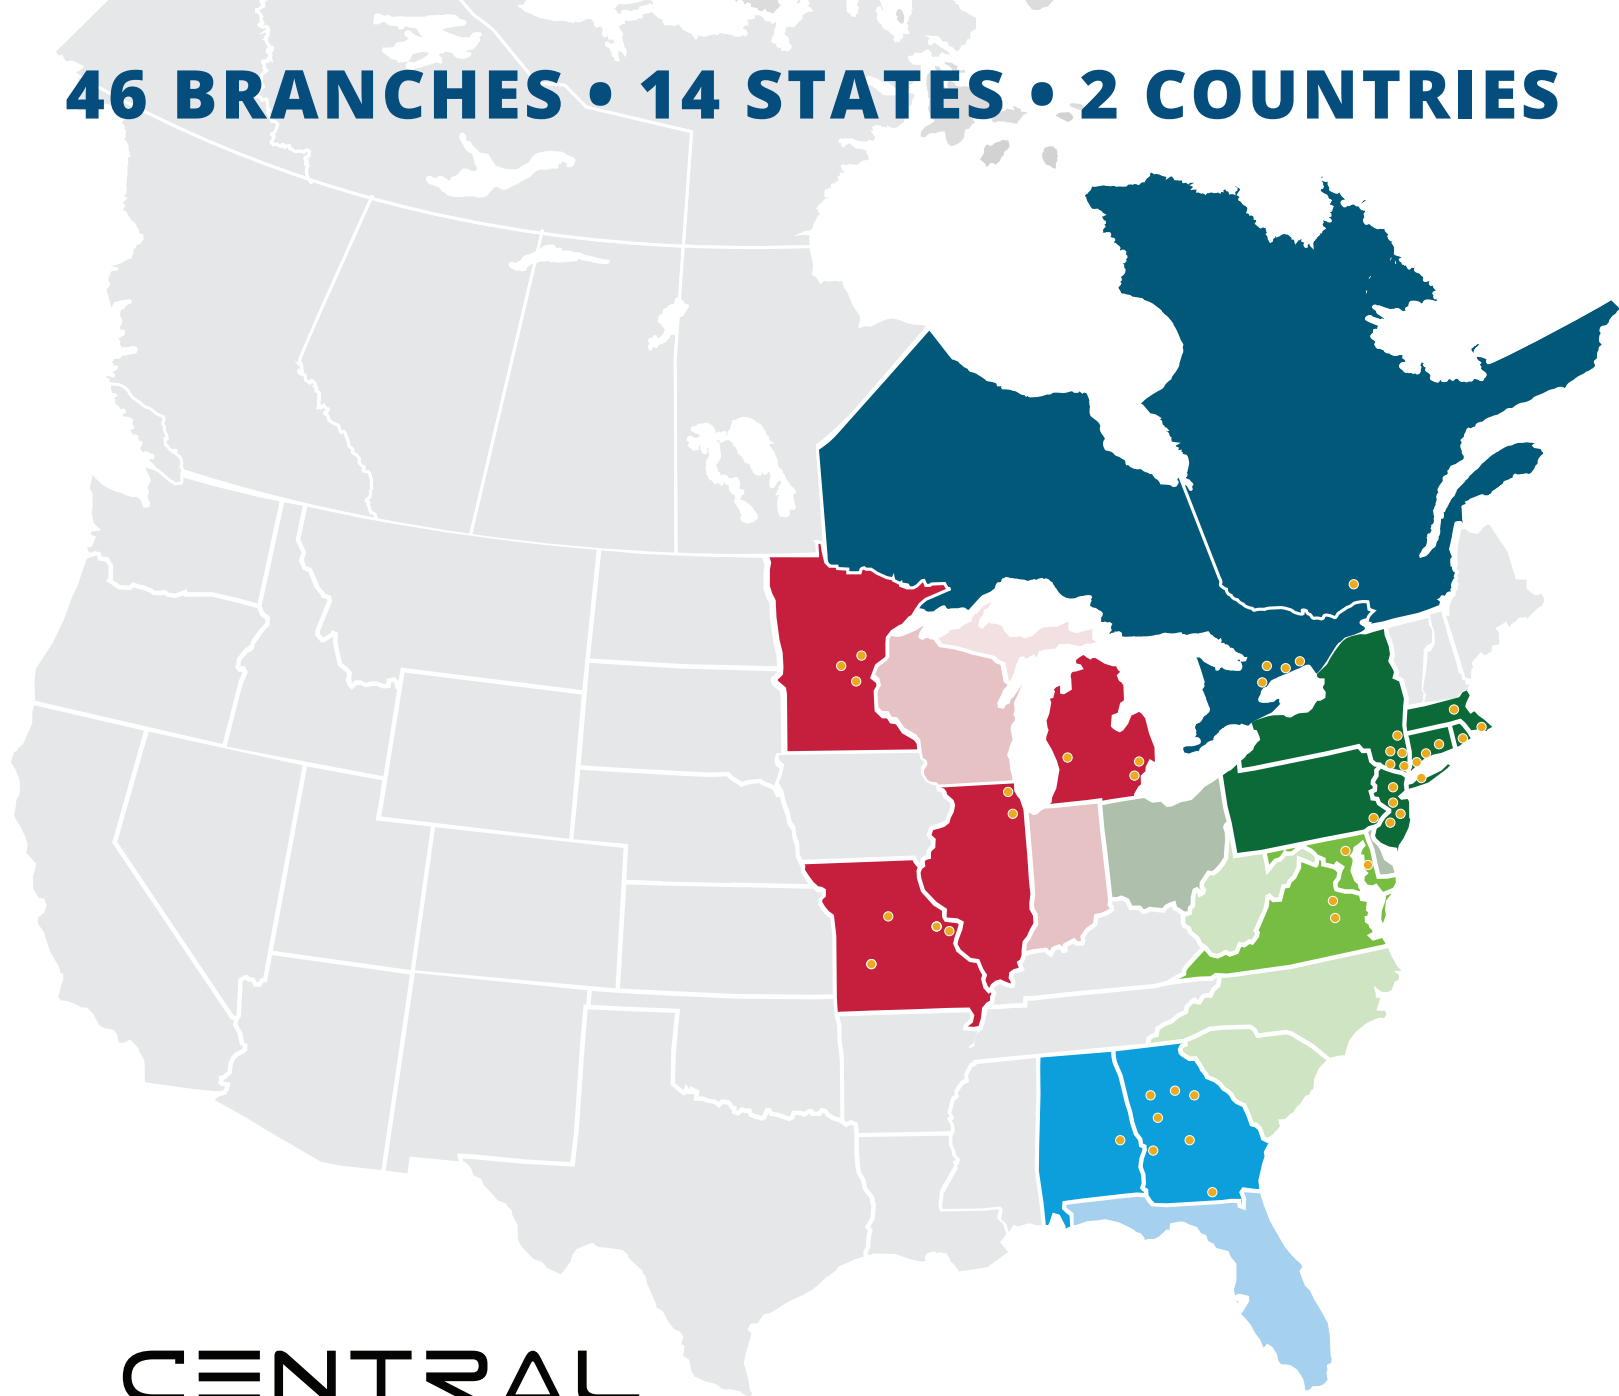 46 BRANCHES • 14 STATES • 2 COUNTRIES
CENTRAL